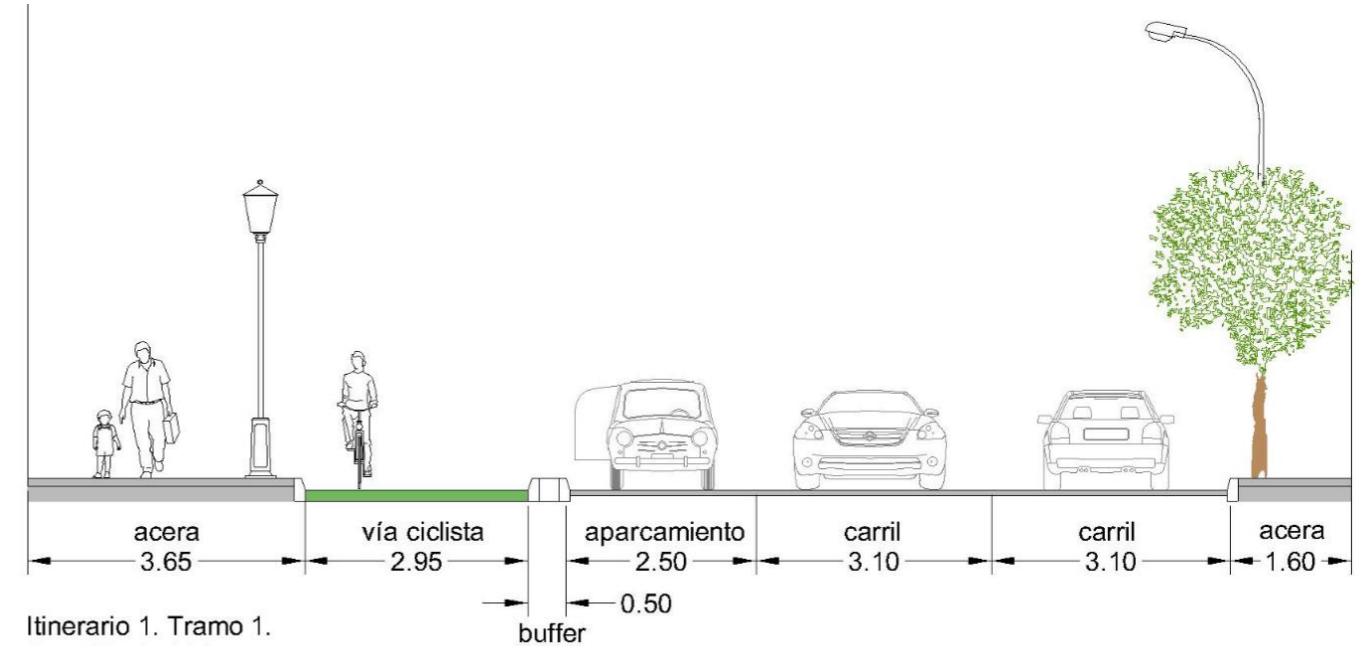 acera
3.65
vía ciclista
2.95
aparcamiento
2.50
carril
3.10
carril
3.10
acera
1.60
0.50
buffer
Itinerario 1. Tramo 1.